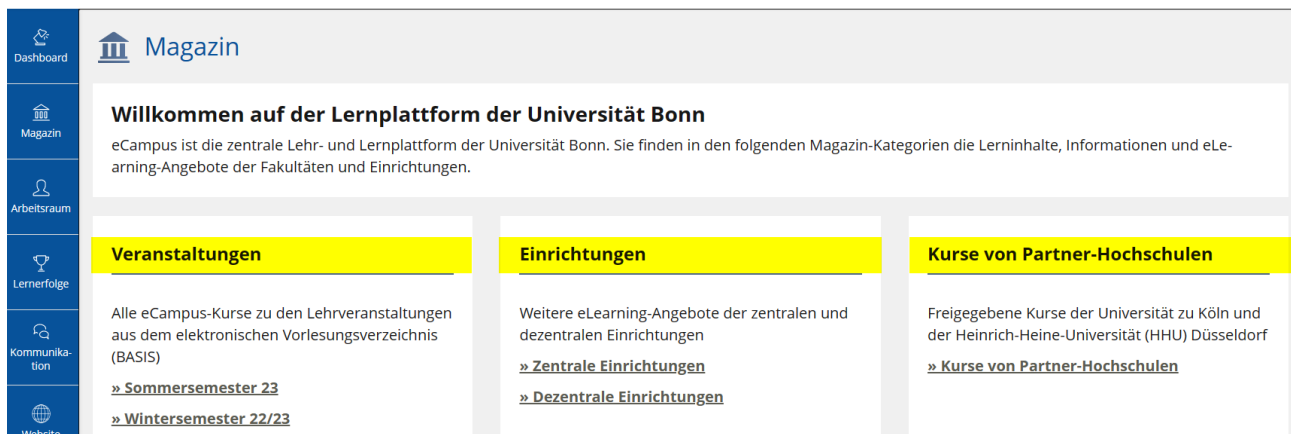 Dashboard
Magazin
Arbeitsraum
Lernerfolge
Kommunika-
tion
Website
Magazin
Willkommen auf der Lernplattform der Universität Bonn
eCampus ist die zentrale Lehr- und Lernplattform der Universität Bonn. Sie finden in den folgenden Magazin-Kategorien die Lerninhalte, Informationen und eLe-
arning-Angebote der Fakultäten und Einrichtungen.
Veranstaltungen
Alle eCampus-Kurse zu den Lehrveranstaltungen
aus dem elektronischen Vorlesungsverzeichnis
(BASIS)
» Sommersemester 23
» Wintersemester 22/23
Einrichtungen
Weitere eLearning-Angebote der zentralen und
dezentralen Einrichtungen
» Zentrale Einrichtungen
» Dezentrale Einrichtungen
Kurse von Partner-Hochschulen
Freigegebene Kurse der Universität zu Köln und
der Heinrich-Heine-Universität (HHU) Düsseldorf
» Kurse von Partner-Hochschulen